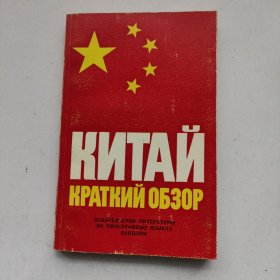 КИТАЙ
КРАТКИЙ ОБЗОР
ИЗДАТЕЛЬСТВО ЛИТЕРАТУРЫ
НА ИНОСТРАННЫХ ЯЗЫКАХ
ПЕКИН